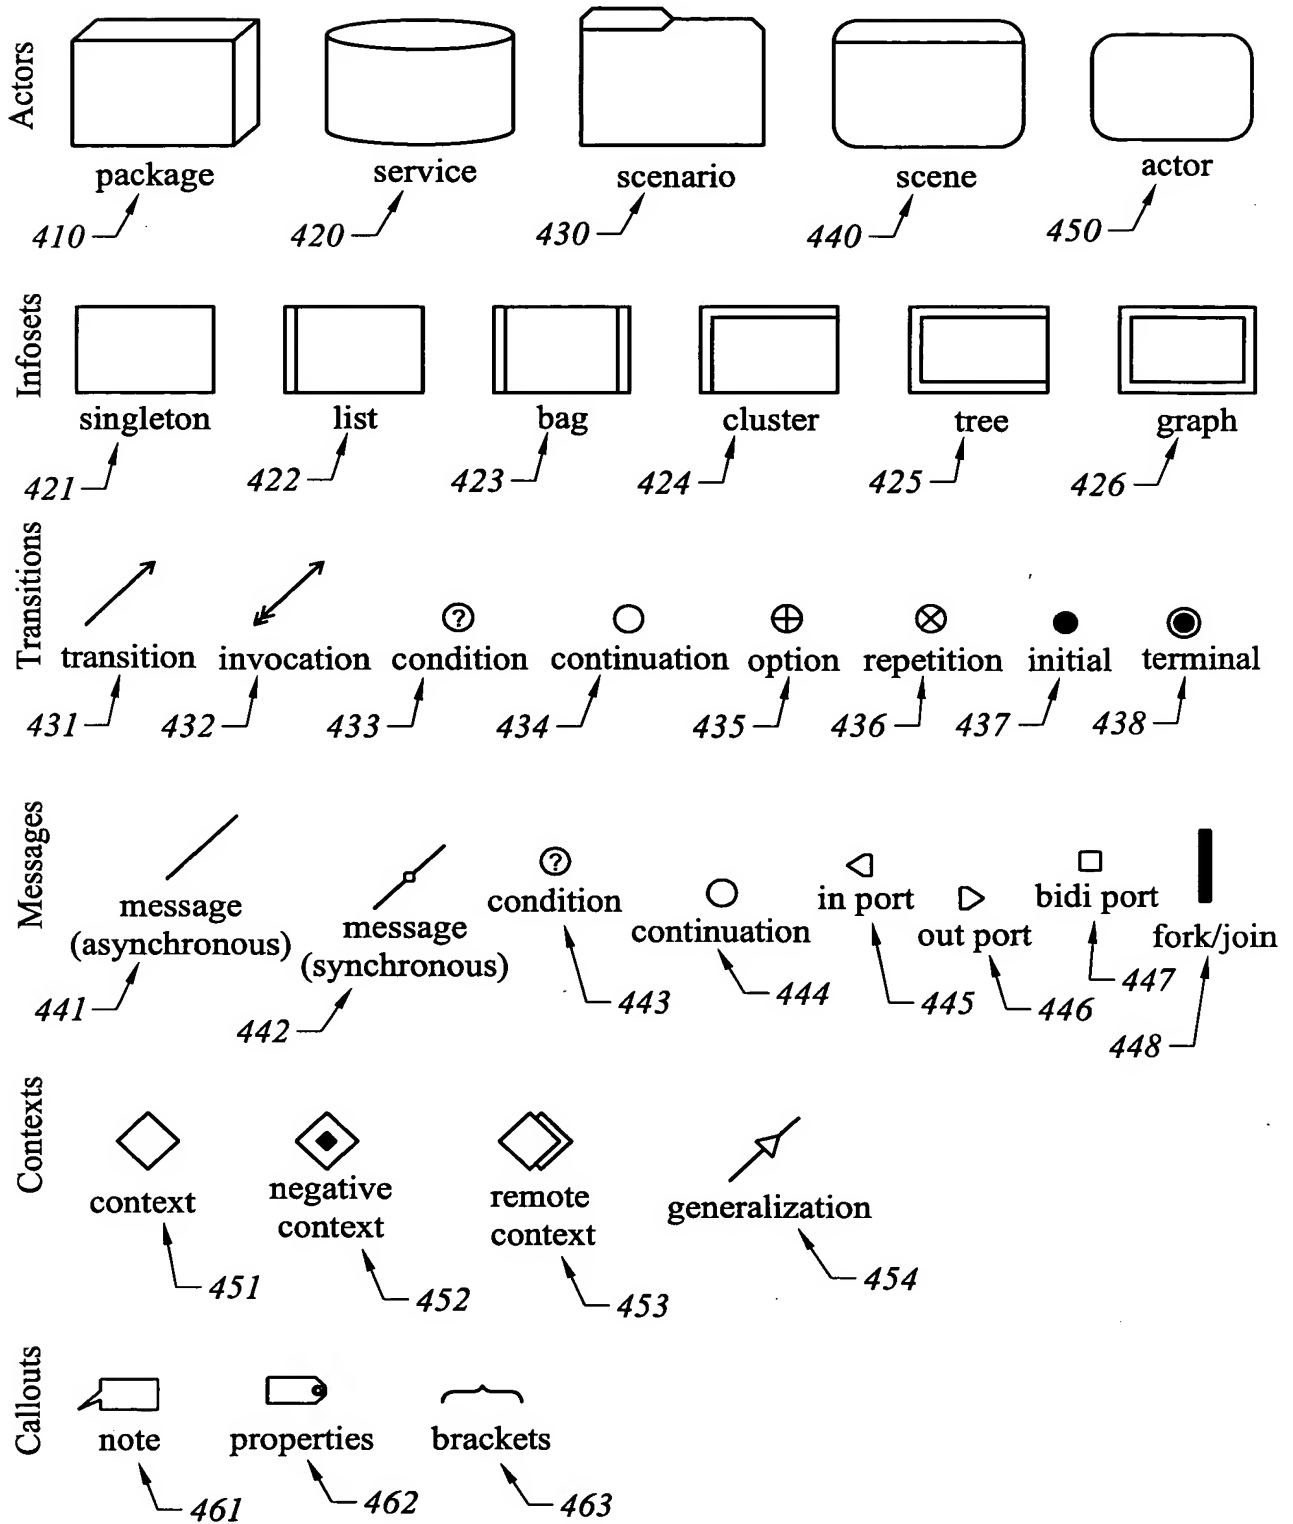 Actors
package
service
scenario
scene
actor
410
420
430
440
450
Infosets
singleton
list
bag
cluster
tree
graph
421
422
423
424
425
426
Transitions
?
transition
invocation
condition
continuation
option
repetition
initial
terminal
431
432
433
434
435
436
437
438
Messages
message
(asynchronous)
message
(synchronous)
?
condition
continuation
in port
out port
bidi port
fork/join
441
442
443
444
445
446
447
448
Contexts
context
negative
context
remote
context
generalization
451
452
453
454
Callouts
note
properties
brackets
461
462
463